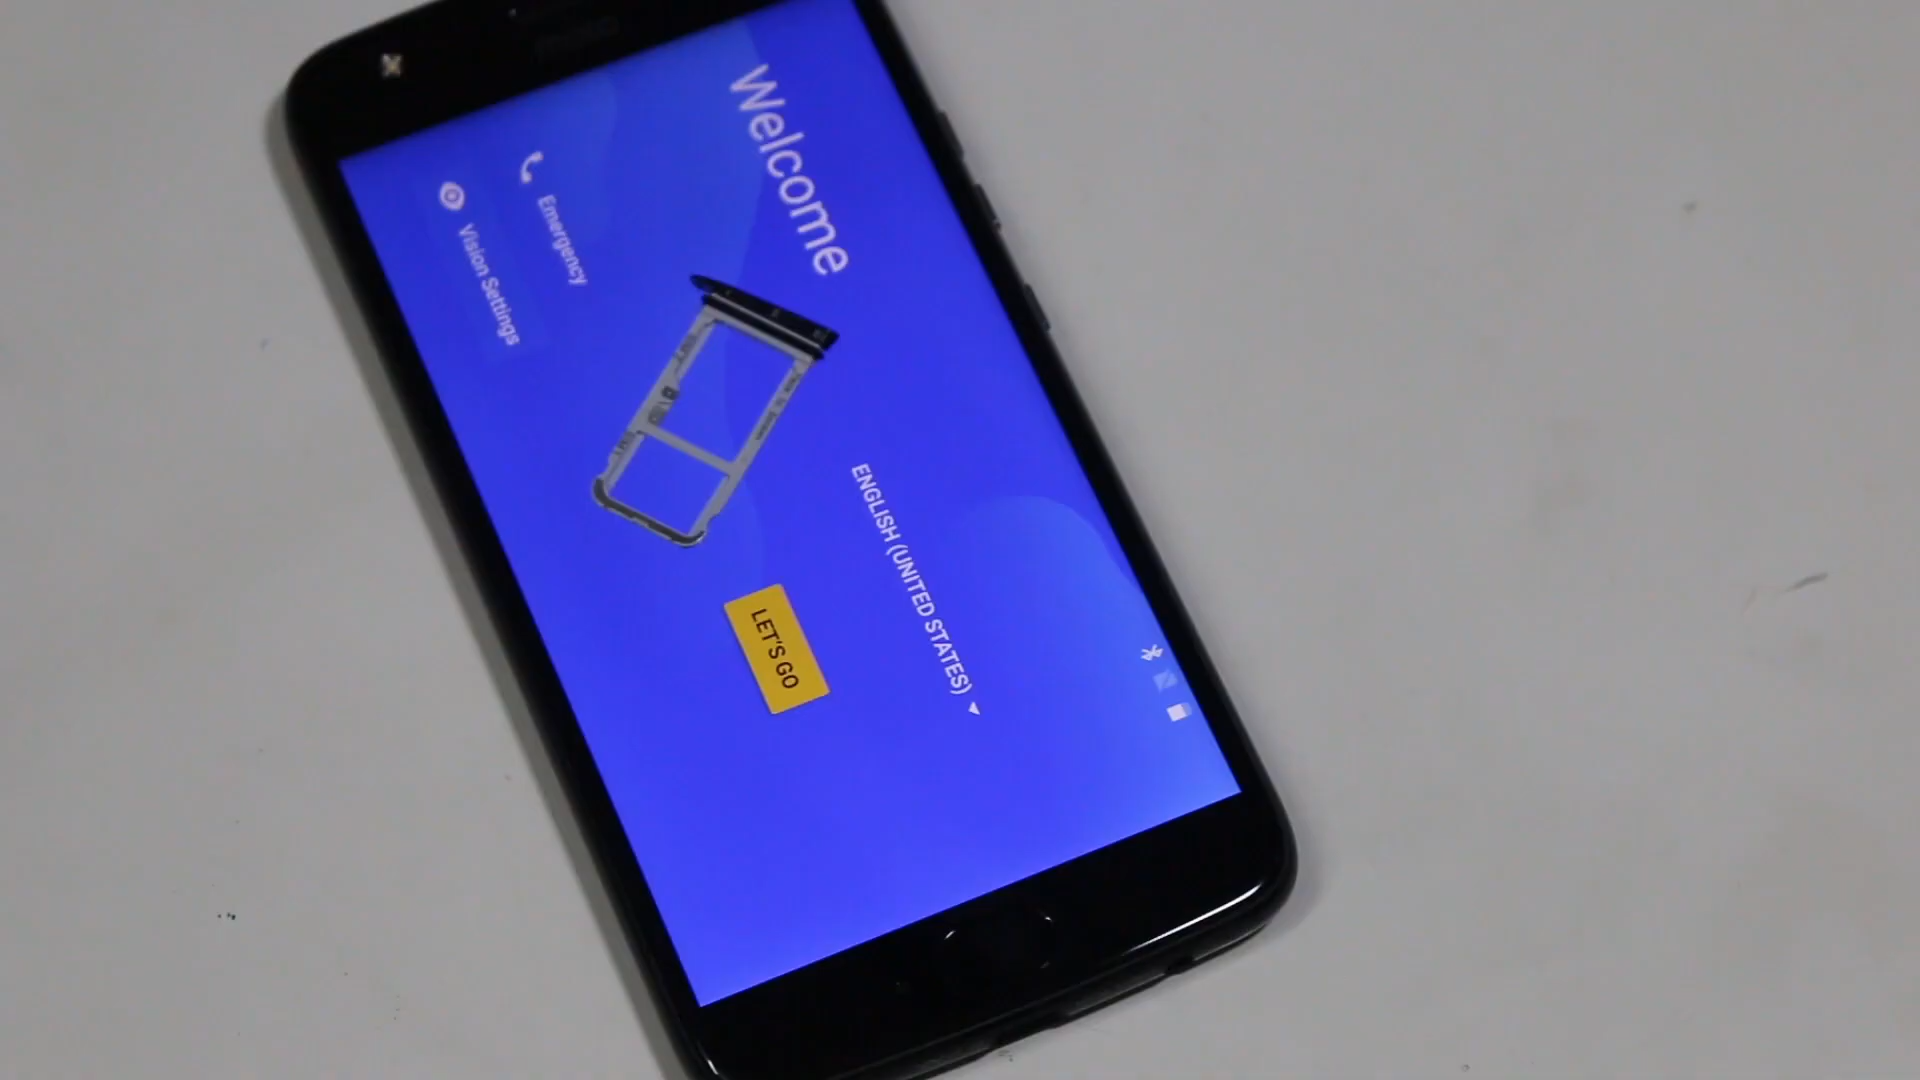 Welcome
ENGLISH (UNITED STATES)
LET'S GO
Emergency
Vision Settings